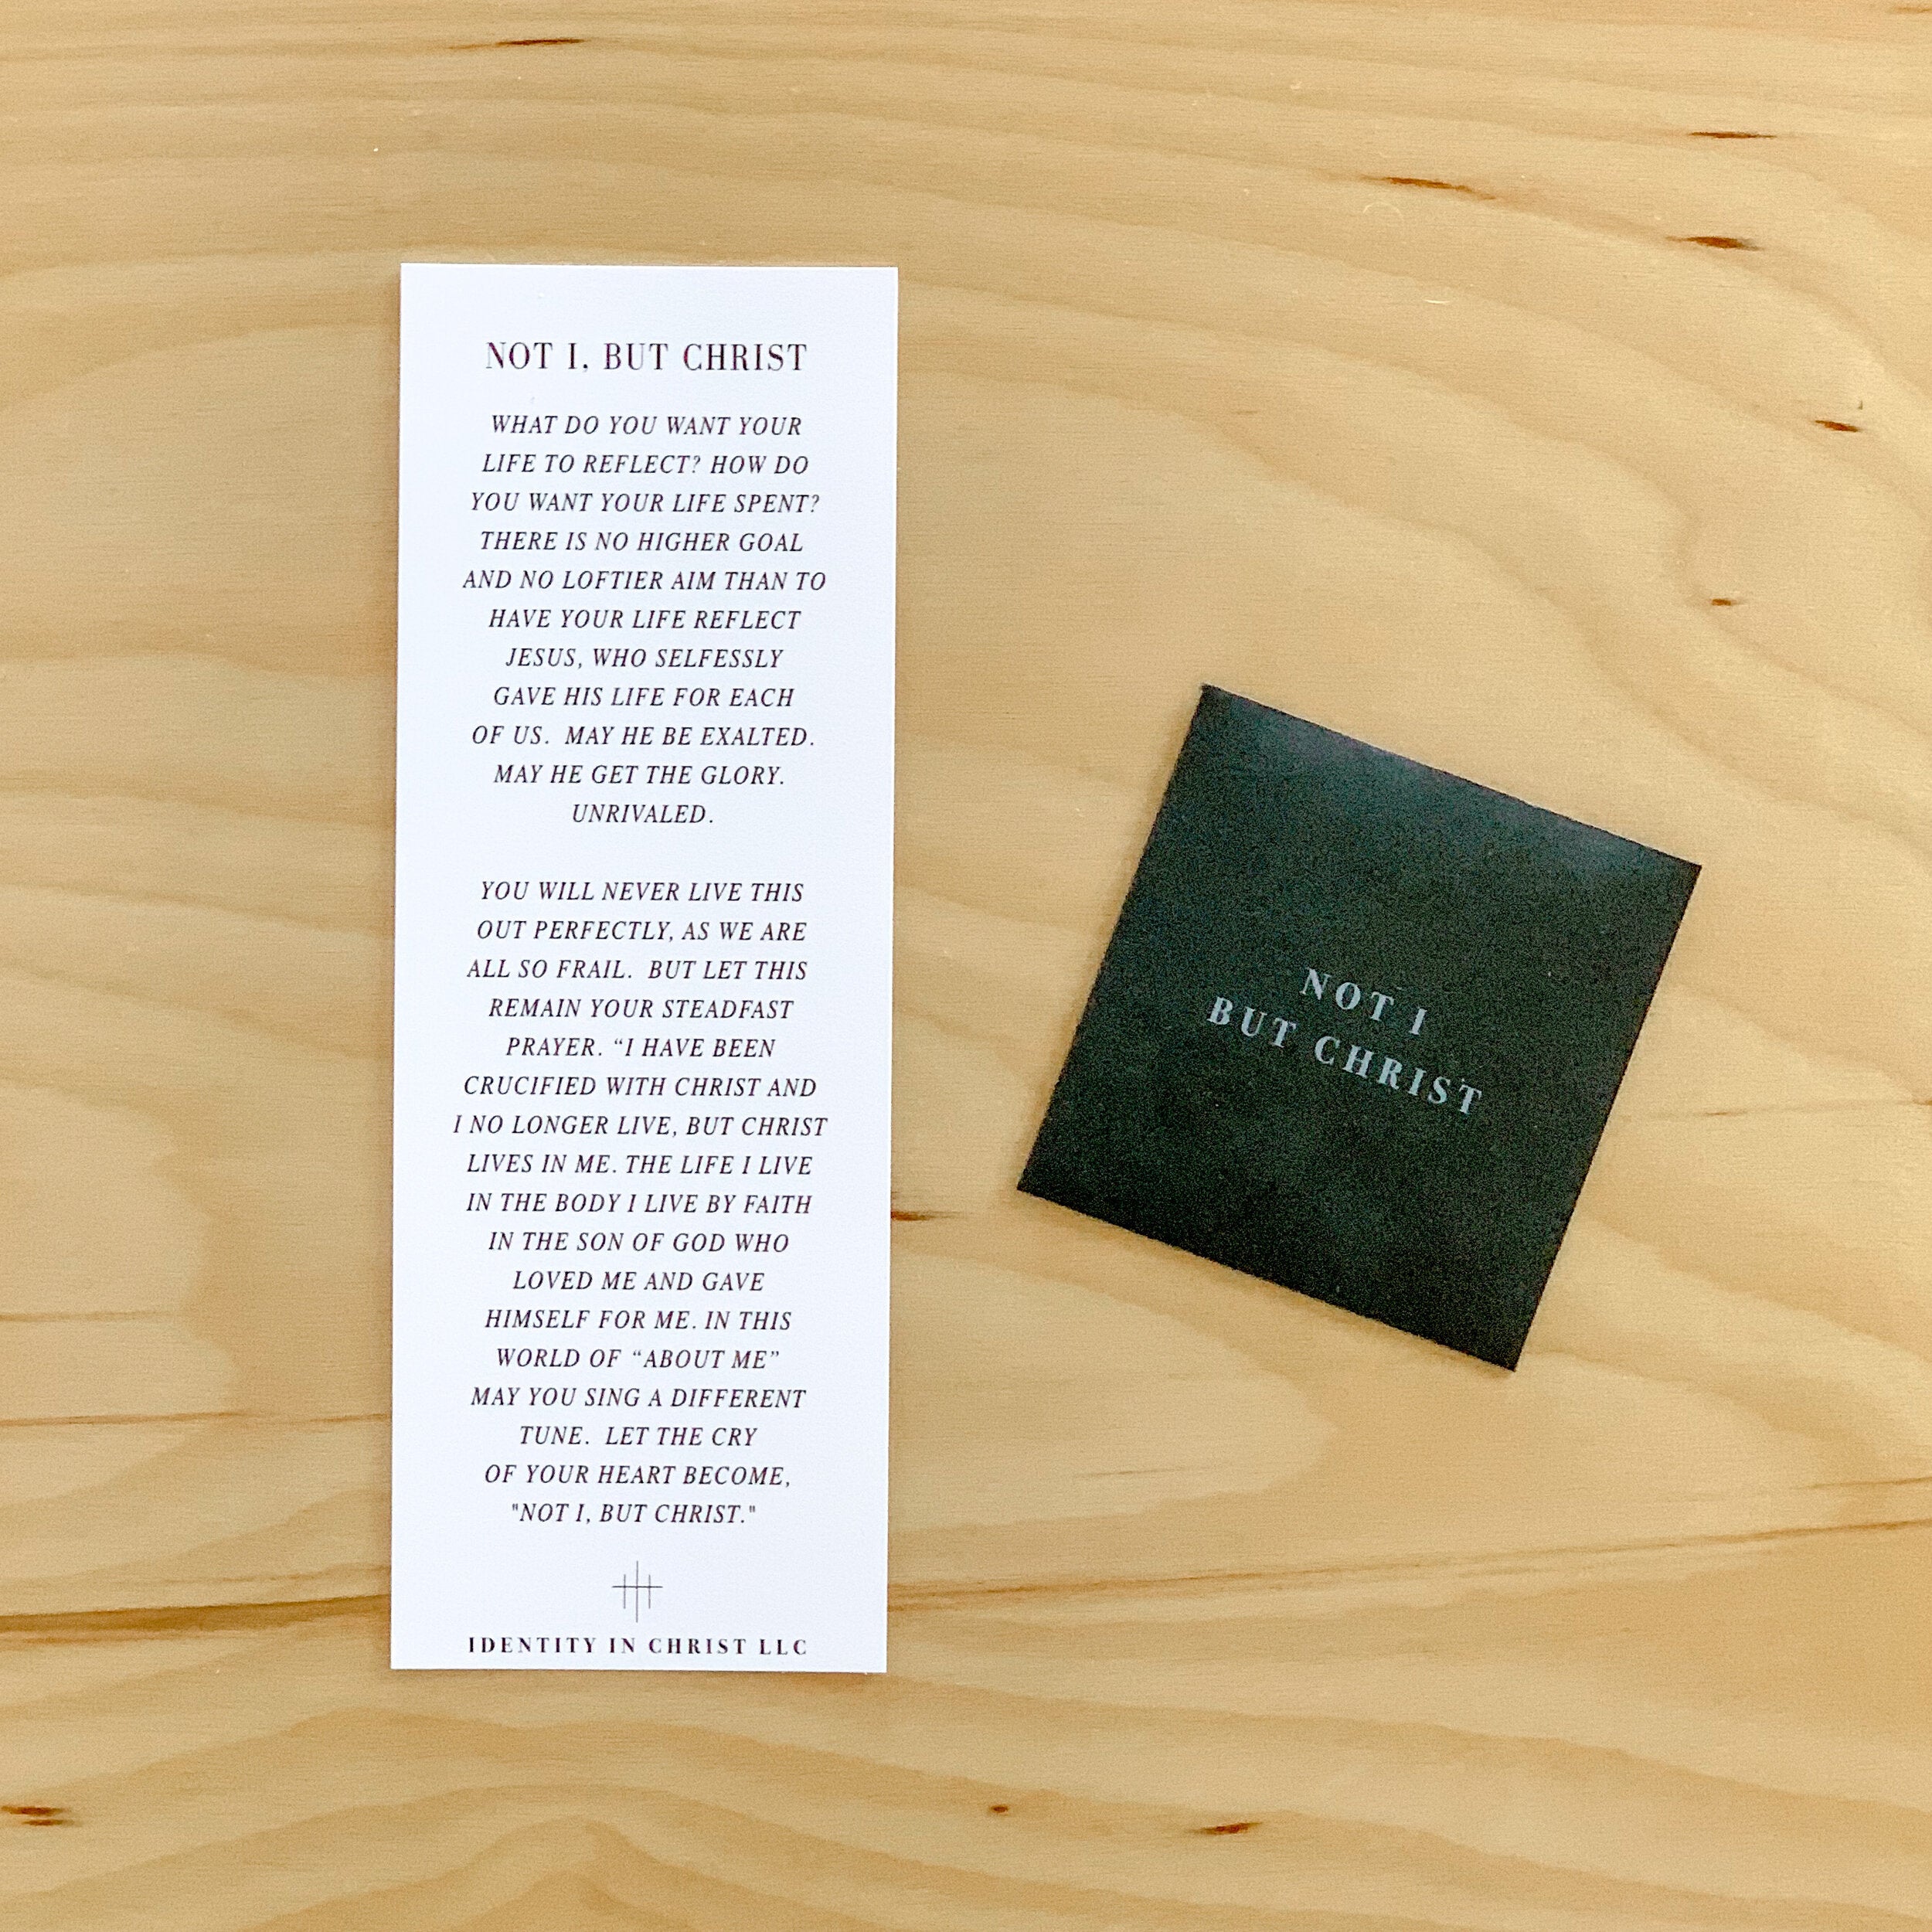 NOT I, BUT CHRIST
WHAT DO YOU WANT YOUR
LIFE TO REFLECT? HOW DO
YOU WANT YOUR LIFE SPENT?
THERE IS NO HIGHER GOAL
AND NO LOFTIER AIM THAN TO
HAVE YOUR LIFE REFLECT
JESUS, WHO SELFESSLY
GAVE HIS LIFE FOR EACH
OF US. MAY HE BE EXALTED.
MAY HE GET THE GLORY.
UNRIVALED.
YOU WILL NEVER LIVE THIS
OUT PERFECTLY, AS WE ARE
ALL SO FRAIL. BUT LET THIS
REMAIN YOUR STEADFAST
PRAYER. “I HAVE BEEN
CRUCIFIED WITH CHRIST AND
I NO LONGER LIVE, BUT CHRIST
LIVES IN ME. THE LIFE I LIVE
IN THE BODY I LIVE BY FAITH
IN THE SON OF GOD WHO
LOVED ME AND GAVE
HIMSELF FOR ME. IN THIS
WORLD OF “ABOUT ME”
MAY YOU SING A DIFFERENT
TUNE. LET THE CRY
OF YOUR HEART BECOME,
"NOT I, BUT CHRIST."
IDENTITY IN CHRIST LLC
NOT I
BUT CHRIST